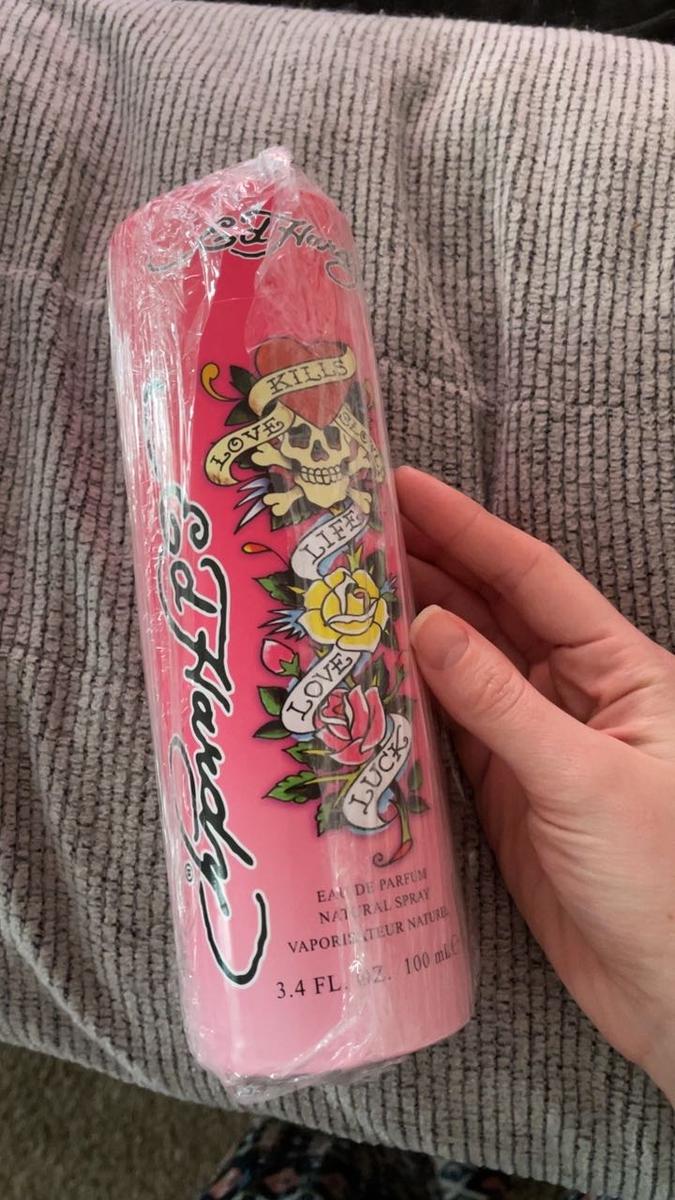 Ed Hardy
KILLS
LOVE
SLOWLY
LIFE
LOVE
LUCK
Ed Hardy®
EAU DE PARFUM
NATURAL SPRAY
VAPORISATEUR NATUREL
3.4 FL. OZ. 100 mL℮